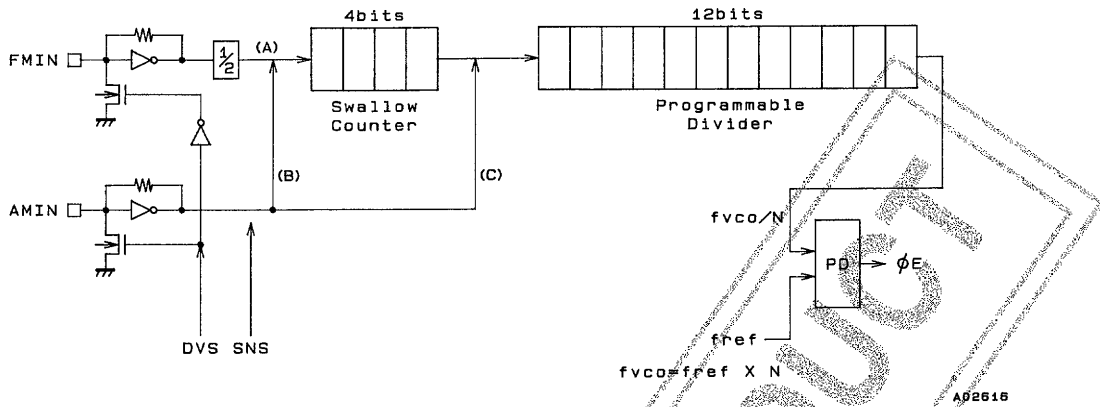 4bits
12bits
FMIN
1/2
(A)
Swallow
Counter
Programmable
Divider
(B)
(C)
AMIN
fvco/N
PD
ϕE
DVS SNS
fref
fvco=fref X N
A02616